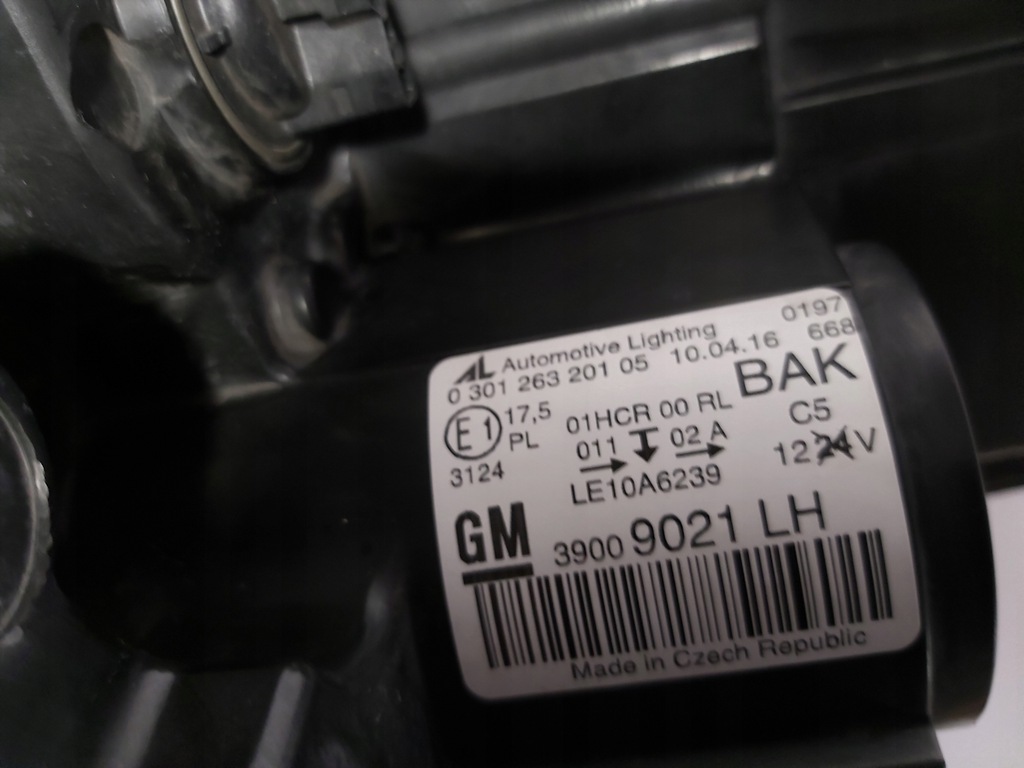 AL Automotive Lighting 0197
0 301 263 201 05 10.04.16 668
E1 17,5 01HCR 00 RL BAK
PL 011 02 A C5
3124 LE10A6239 12 24 V
GM 3900 9021 LH
Made in Czech Republic